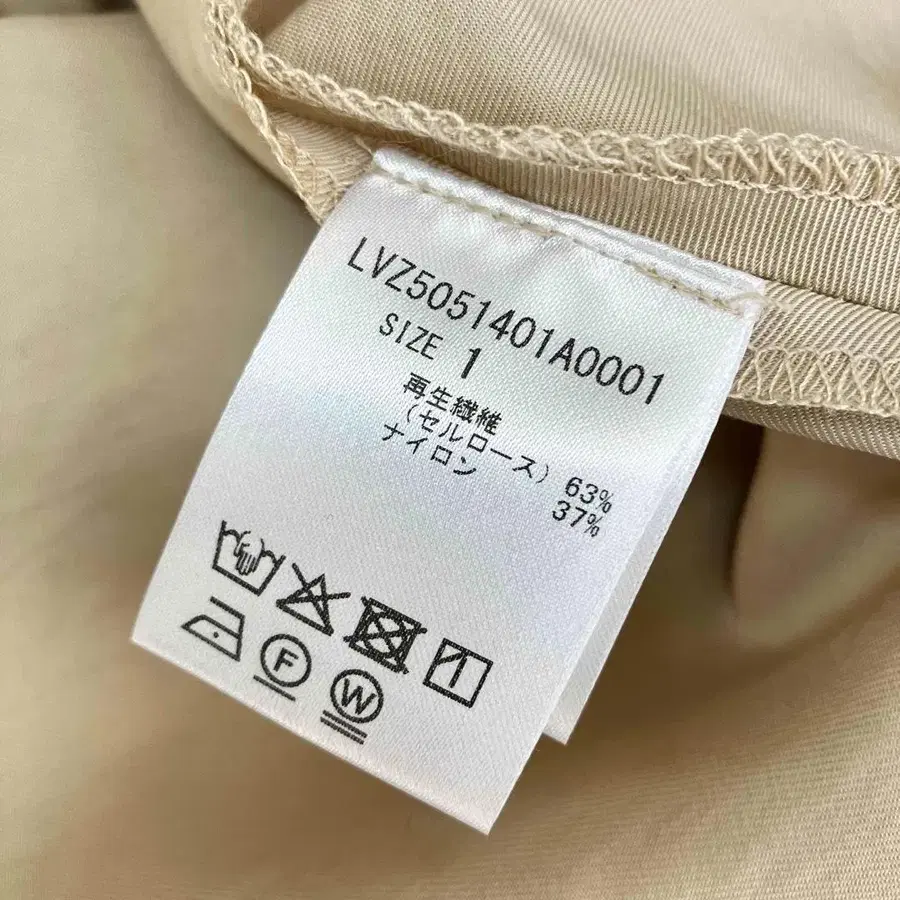 LVZ5051401A0001
SIZE 1
再生繊維
(セルロース) 63%
ナイロン 37%
F
W